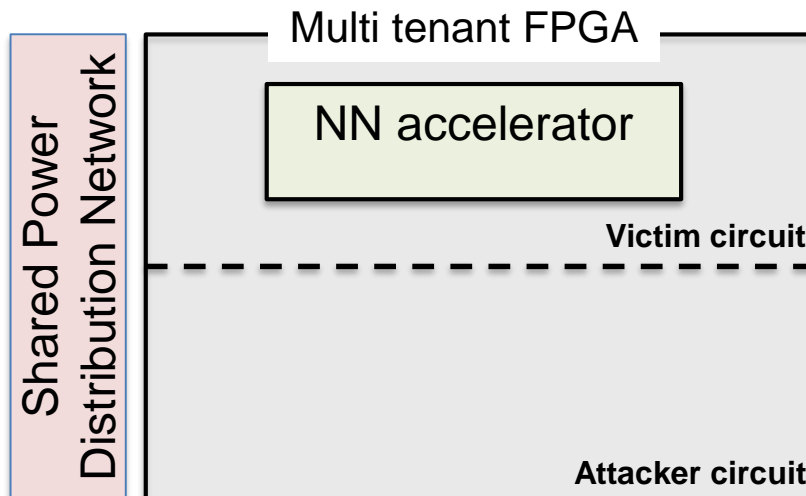 Multi tenant FPGA
Shared Power
Distribution Network
NN accelerator
Victim circuit
Attacker circuit